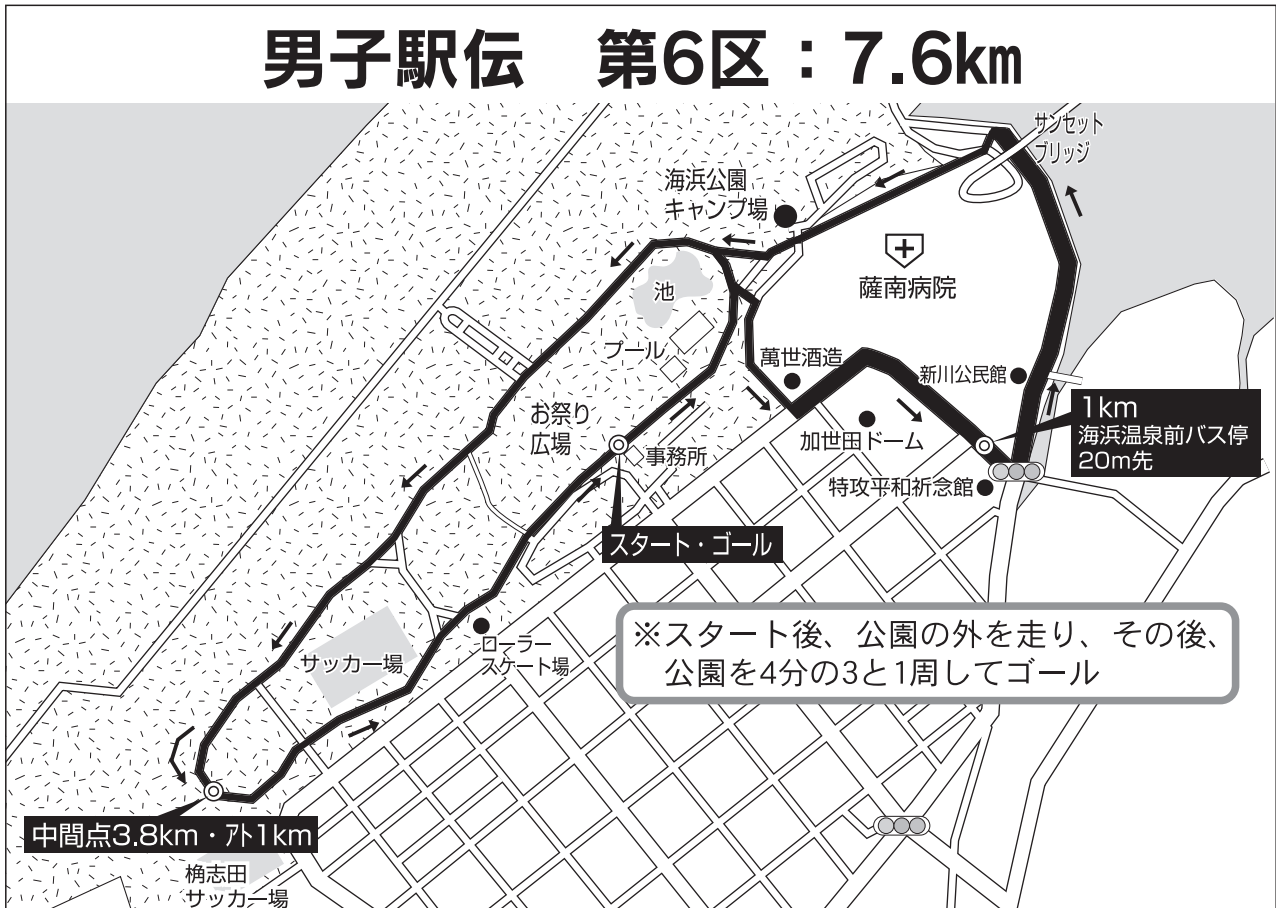 男子駅伝　第6区：7.6km
サンセット
ブリッジ
海浜公園
キャンプ場
薩南病院
池
プール
萬世酒造
新川公民館
1km
海浜温泉前バス停
20m先
お祭り
広場
加世田ドーム
事務所
特攻平和祈念館
スタート・ゴール
※スタート後、公園の外を走り、その後、
公園を4分の3と1周してゴール
ローラー
スケート場
サッカー場
中間点3.8km・アト1km
桷志田
サッカー場